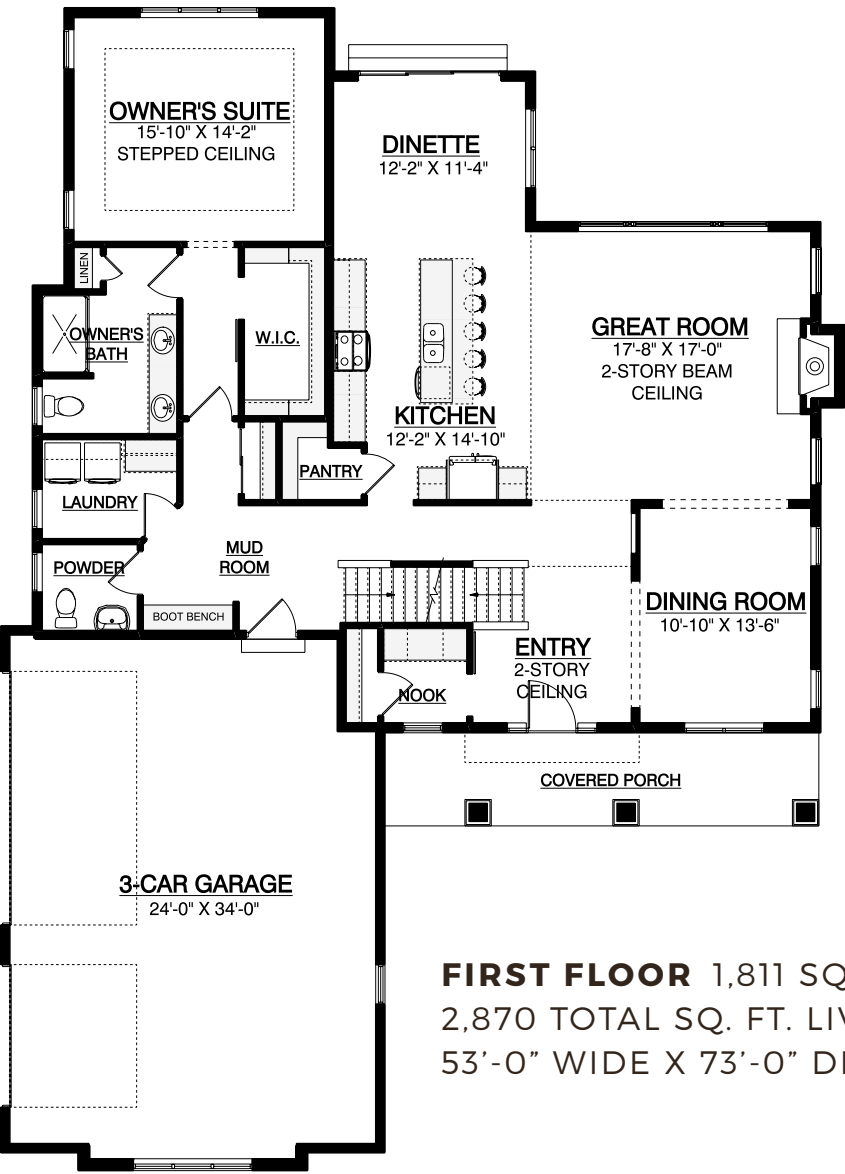 OWNER'S SUITE
15'-10" X 14'-2"
STEPPED CEILING
DINETTE
12'-2" X 11'-4"
LINEN
OWNER'S
BATH
W.I.C.
GREAT ROOM
17'-8" X 17'-0"
2-STORY BEAM
CEILING
KITCHEN
12'-2" X 14'-10"
PANTRY
LAUNDRY
MUD
ROOM
POWDER
BOOT BENCH
DINING ROOM
10'-10" X 13'-6"
ENTRY
2-STORY
CEILING
NOOK
COVERED PORCH
3-CAR GARAGE
24'-0" X 34'-0"
FIRST FLOOR 1,811 SQ
2,870 TOTAL SQ. FT. LIV
53’-0” WIDE X 73’-0” D